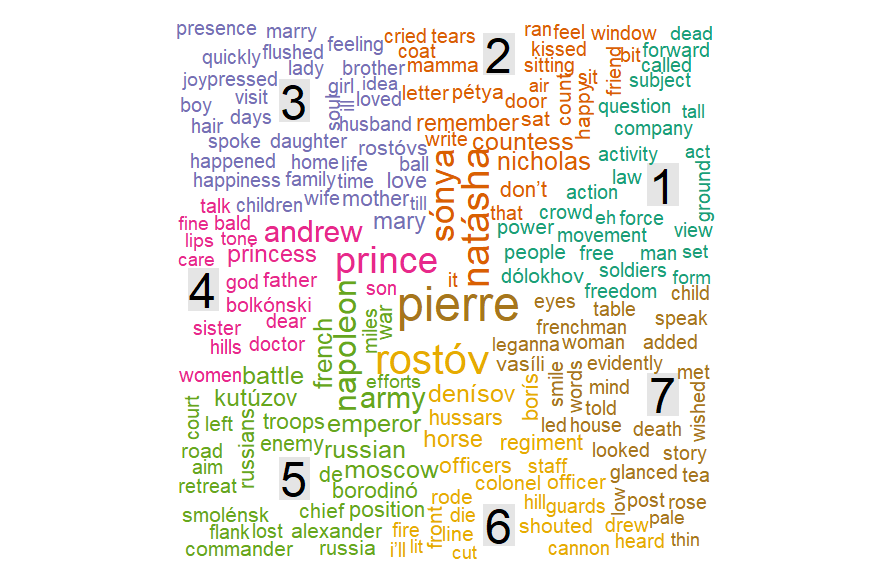 presence marry cried tears ran feel window dead
quickly flushed feeling coat 2 kissed bit forward
joy pressed lady brother mamma sitting friend called
3 girl idea air count sit subject
boy visit soul ill loved letter pétya door happy question tall
hair days husband remember sat company
spoke daughter rostóvs write countess
happened home life ball sónya natásha nicholas activity act
happiness family time love don't law 1 ground
talk children wife mother till that action
fine bald mary crowd eh force
lips tone andrew power movement view
care princess prince people free man set
4 god father it dólokhov soldiers form
bolkónski son pierre eyes freedom child
sister dear french napoleon miles war table speak
hills doctor frenchman
rostóv leganna woman added
women battle efforts vasíli evidently met
kutúzov army denísov boris smile words mind 7 wished
court left troops emperor hussars told
russians led house death
road enemy russian horse regiment looked story
aim 5 de moscow officers staff glanced tea
retreat borodinó colonel officer
smolénsk chief position rode hill guards low post rose
flank lost alexander fire front die 6 shouted drew pale
line
commander russia i'll lit cut cannon heard thin